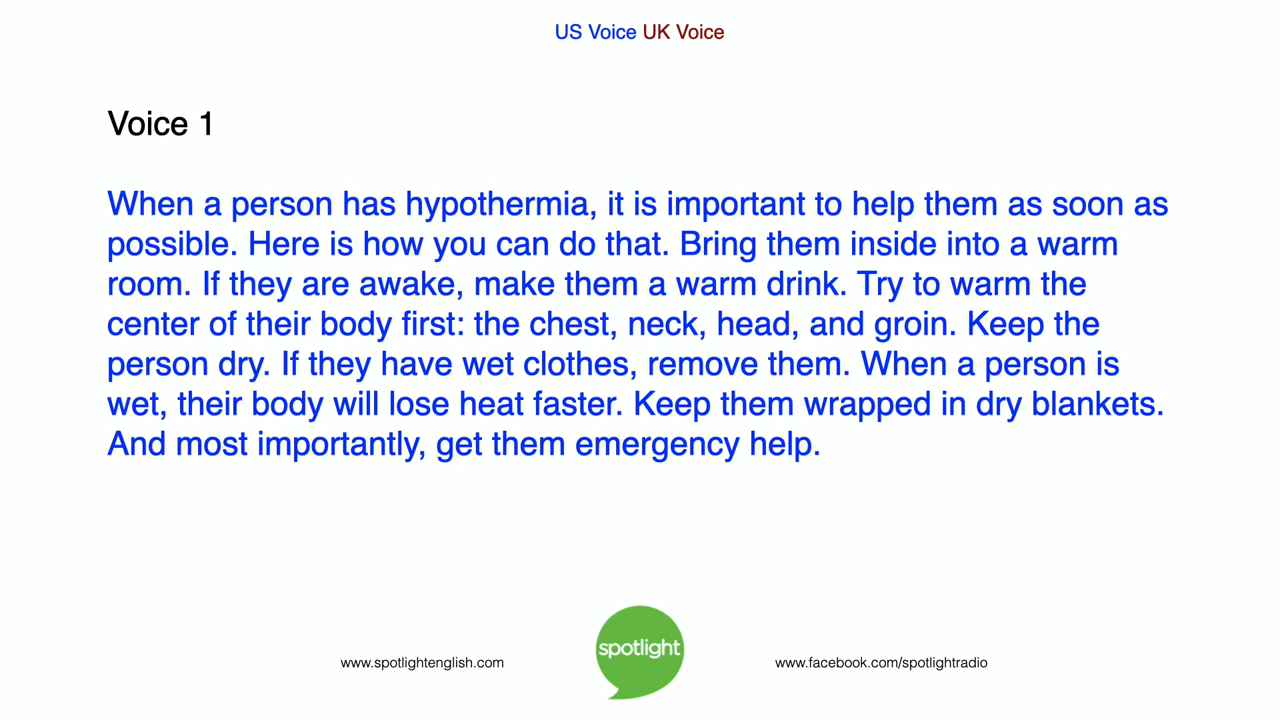 US Voice UK Voice
Voice 1
When a person has hypothermia, it is important to help them as soon as
possible. Here is how you can do that. Bring them inside into a warm
room. If they are awake, make them a warm drink. Try to warm the
center of their body first: the chest, neck, head, and groin. Keep the
person dry. If they have wet clothes, remove them. When a person is
wet, their body will lose heat faster. Keep them wrapped in dry blankets.
And most importantly, get them emergency help.
www.spotlightenglish.com
spotlight
www.facebook.com/spotlightradio